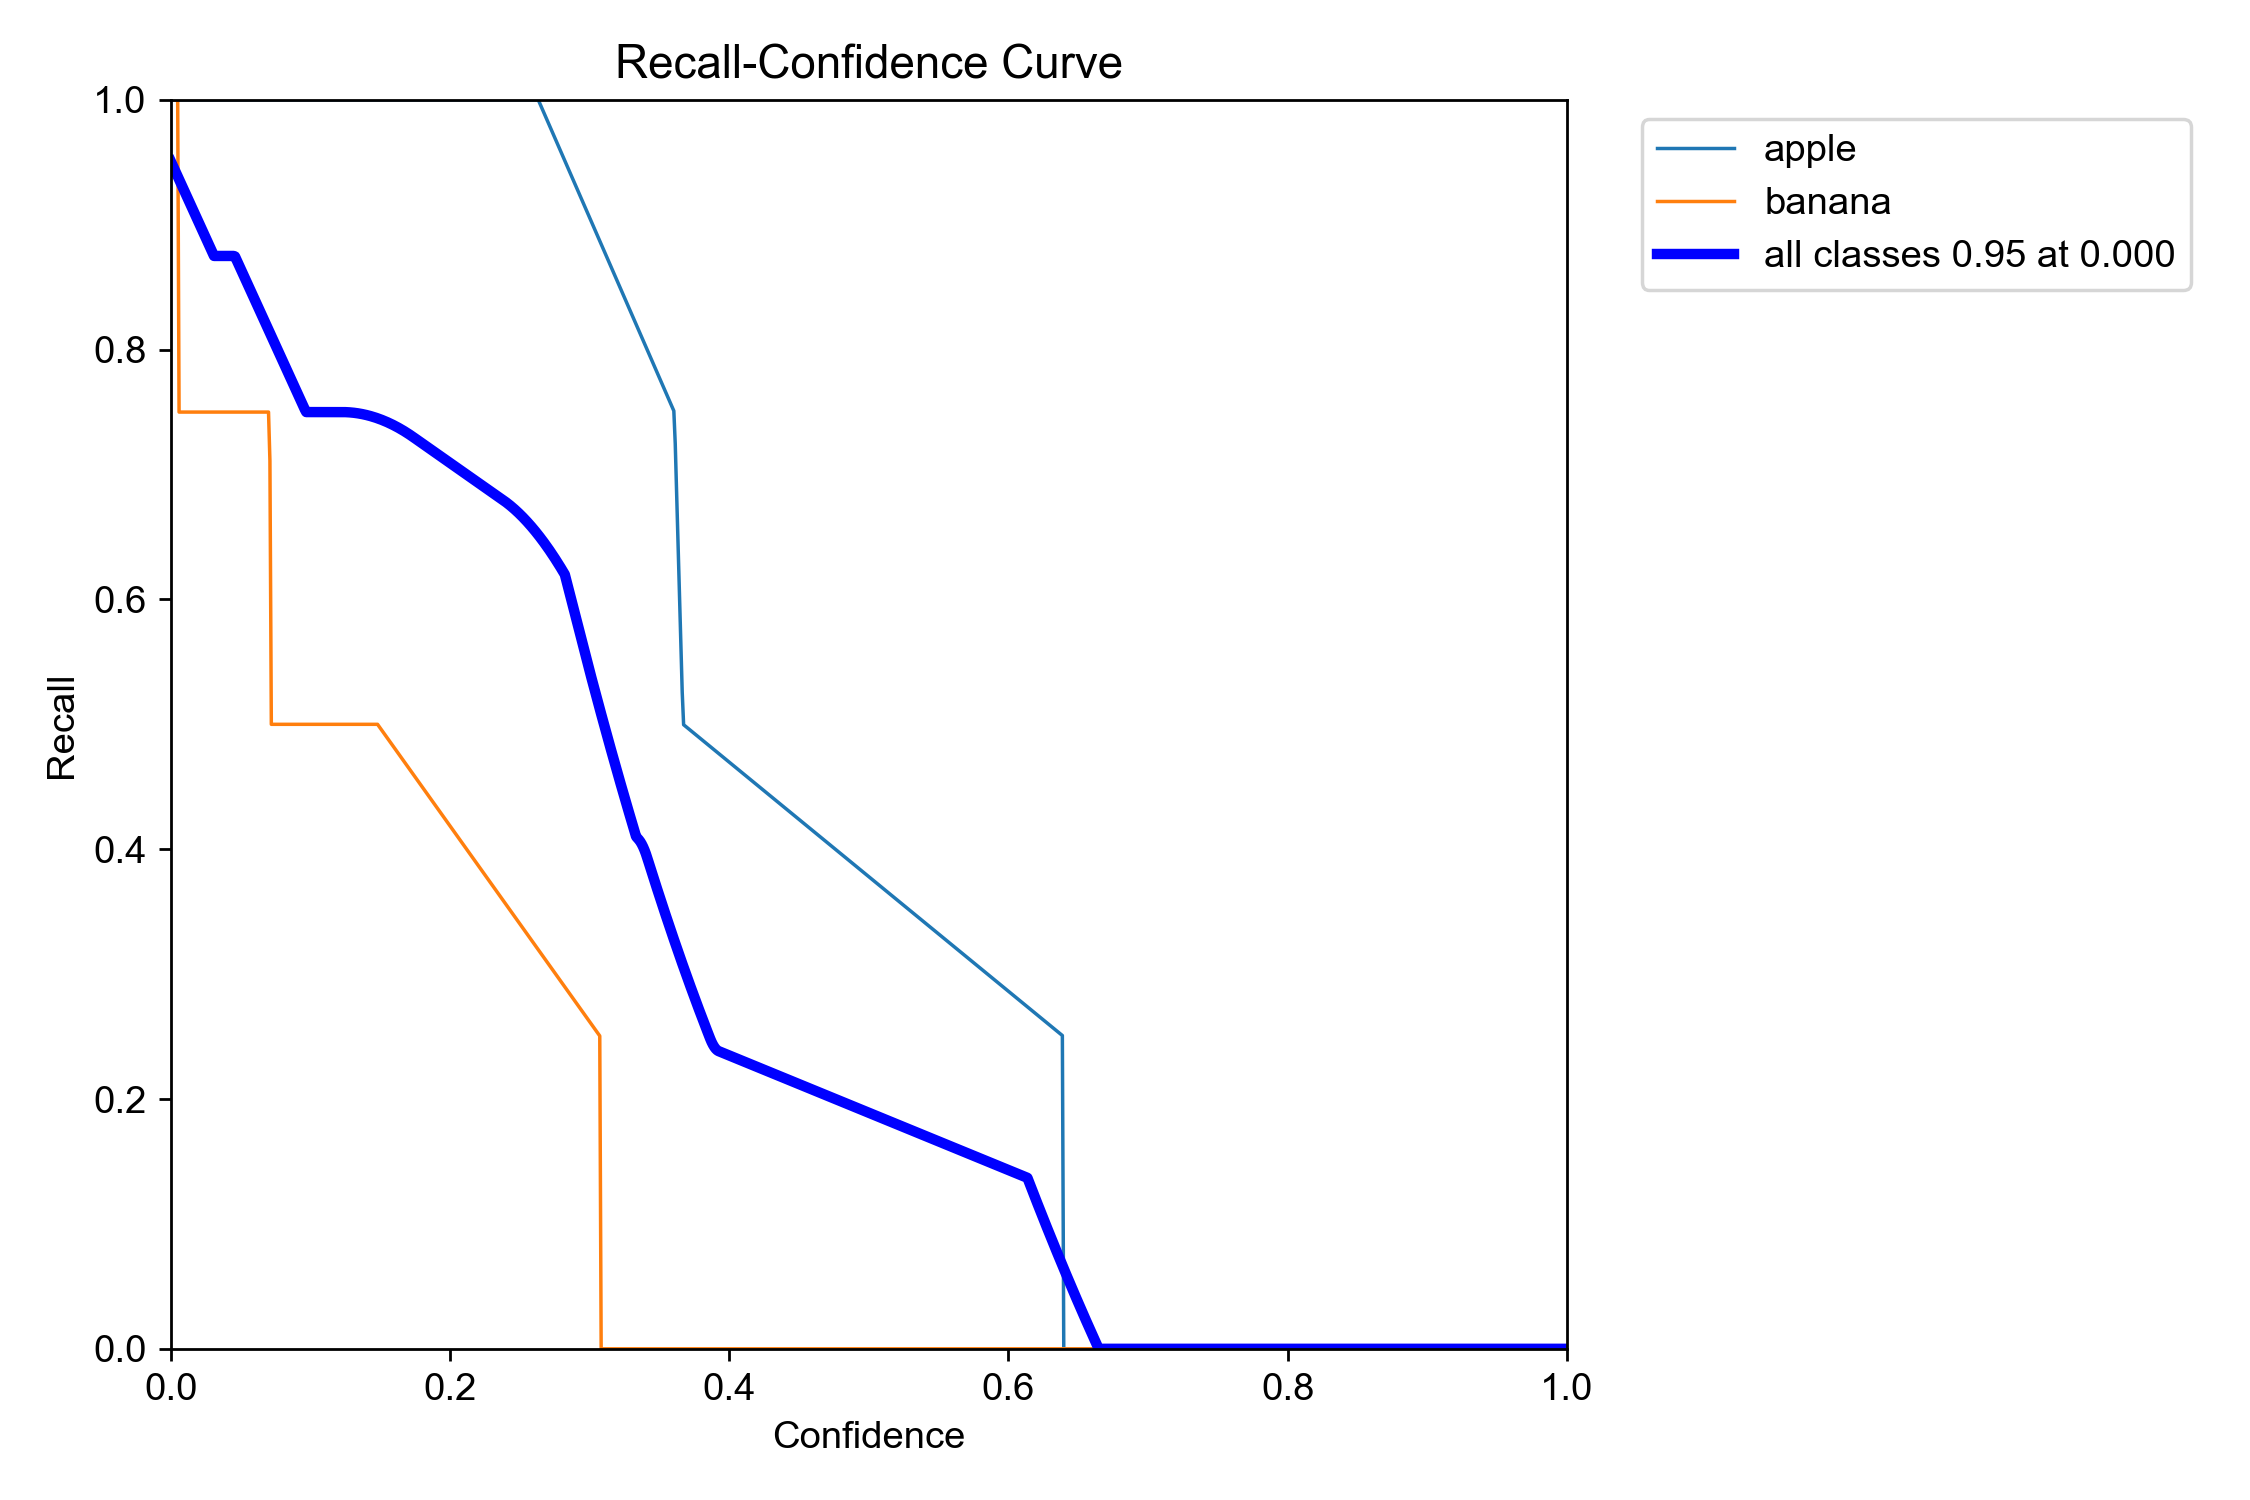 Recall-Confidence Curve
1.0
0.8
0.6
0.4
0.2
0.0
Recall
0.0 0.2 0.4 0.6 0.8 1.0
Confidence
apple
banana
all classes 0.95 at 0.000